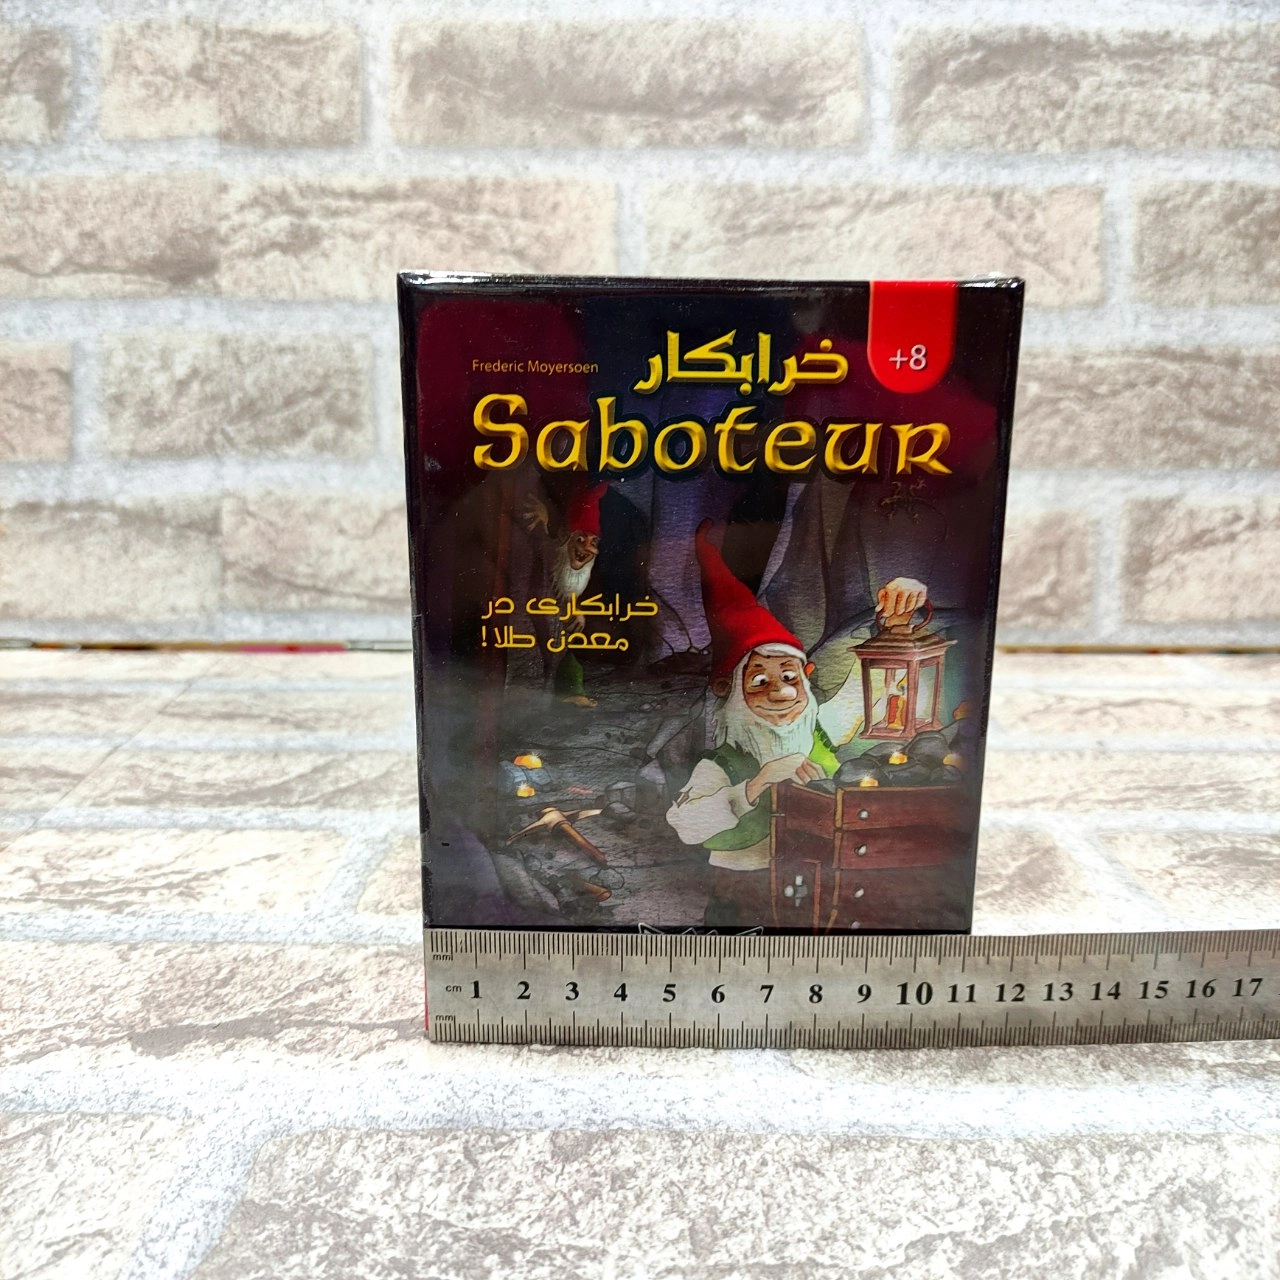 خرابکار
+8
Frederic Moyersoen
Saboteur
خرابکاری در
معدن طلا!
mm
cm 1 2 3 4 5 6 7 8 9 10 11 12 13 14 15 16 17
mm